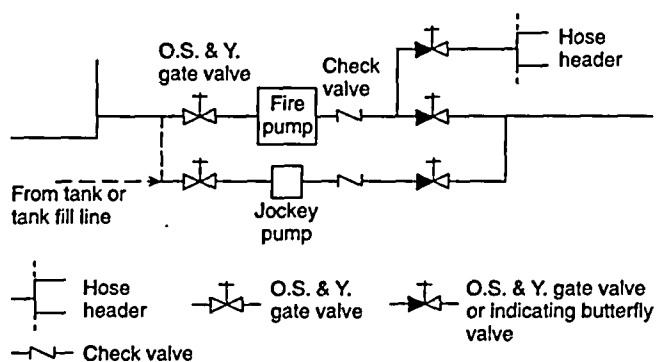 O.S. & Y.
gate valve
Check
valve
Hose
header
Fire
pump
From tank or
tank fill line
Jockey
pump
Hose
header
O.S. & Y.
gate valve
O.S. & Y. gate valve
or indicating butterfly
valve
Check valve